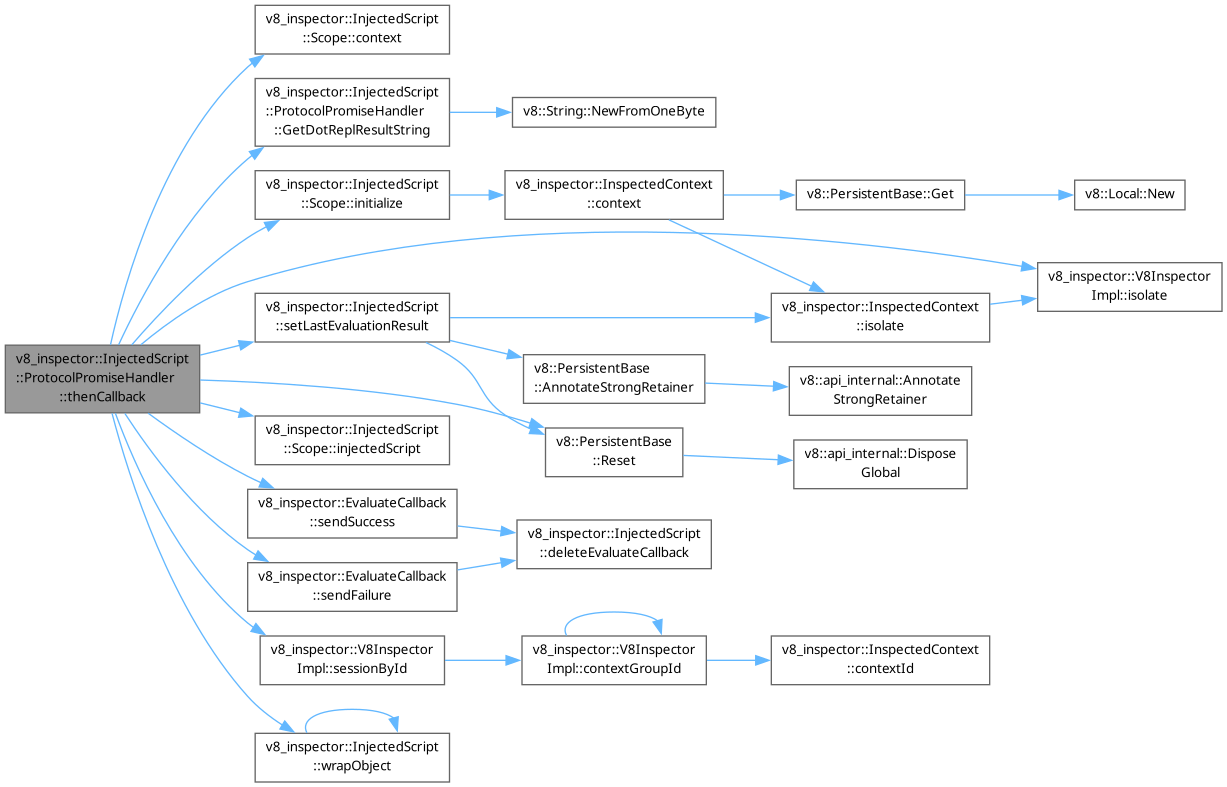 v8_inspector::InjectedScript
::Scope::context
v8_inspector::InjectedScript
::ProtocolPromiseHandler
::GetDotReplResultString
v8::String::NewFromOneByte
v8_inspector::InjectedScript
::Scope::initialize
v8_inspector::InspectedContext
::context
v8::PersistentBase::Get
v8::Local::New
v8_inspector::V8Inspector
Impl::isolate
v8_inspector::InjectedScript
::setLastEvaluationResult
v8_inspector::InspectedContext
::isolate
v8_inspector::InjectedScript
::ProtocolPromiseHandler
::thenCallback
v8::PersistentBase
::AnnotateStrongRetainer
v8::api_internal::Annotate
StrongRetainer
v8_inspector::InjectedScript
::Scope::injectedScript
v8::PersistentBase
::Reset
v8::api_internal::Dispose
Global
v8_inspector::EvaluateCallback
::sendSuccess
v8_inspector::InjectedScript
::deleteEvaluateCallback
v8_inspector::EvaluateCallback
::sendFailure
v8_inspector::V8Inspector
Impl::sessionById
v8_inspector::V8Inspector
Impl::contextGroupId
v8_inspector::InspectedContext
::contextId
v8_inspector::InjectedScript
::wrapObject